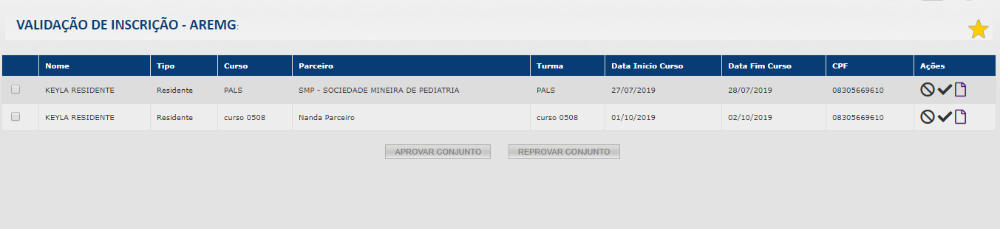 VALIDAÇÃO DE INSCRIÇÃO - AREMG:
Nome Tipo Curso Parceiro Turma Data Inicio Curso Data Fim Curso CPF Ações
KEYLA RESIDENTE Residente PALS SMP - SOCIEDADE MINEIRA DE PEDIATRIA PALS 27/07/2019 28/07/2019 08305669610
KEYLA RESIDENTE Residente curso 0508 Nanda Parceiro curso 0508 01/10/2019 02/10/2019 08305669610
APROVAR CONJUNTO REPROVAR CONJUNTO